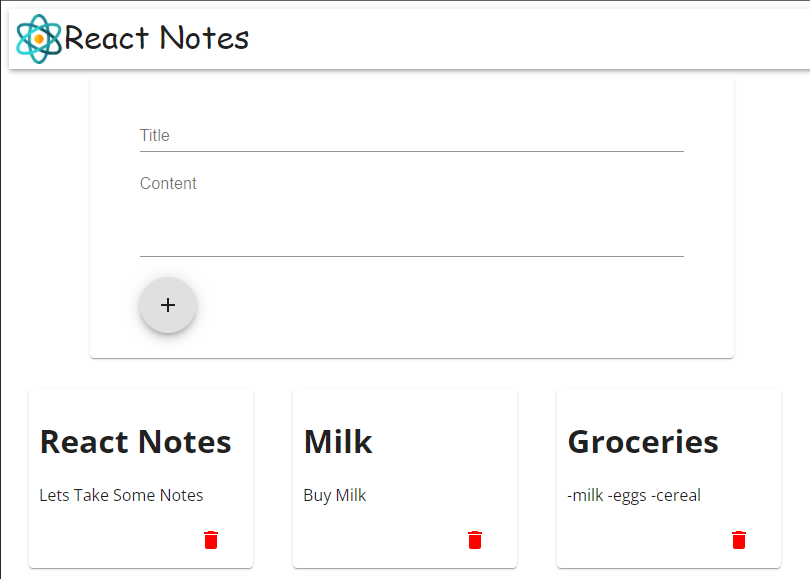 React Notes
Title
Content
+
React Notes
Lets Take Some Notes
Milk
Buy Milk
Groceries
-milk -eggs -cereal